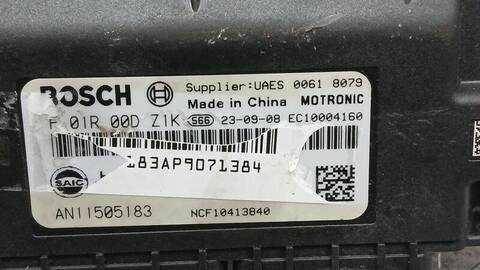 BOSCH Supplier:UAES 0061 8079
Made in China MOTRONIC
F 01R 00D Z1K 566 23-09-08 EC10004160
183AP9071384
SAIC
AN11505183 NCF10413840